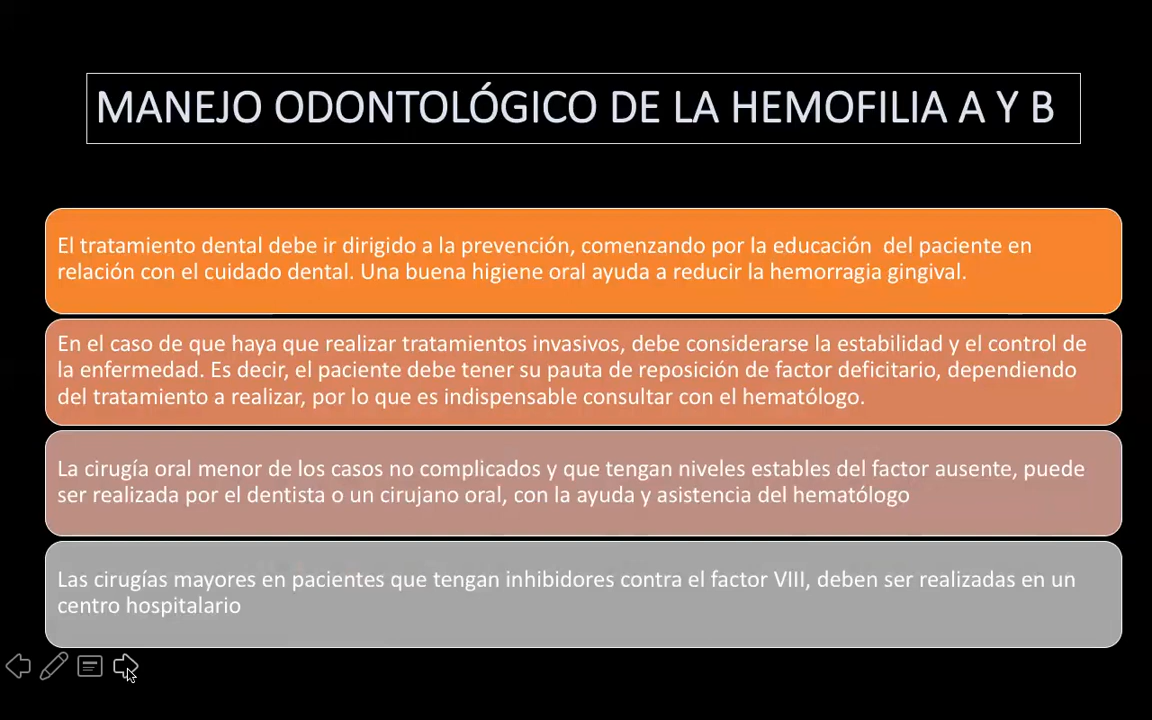 MANEJO ODONTOLÓGICO DE LA HEMOFILIA A Y B
El tratamiento dental debe ir dirigido a la prevención, comenzando por la educación  del paciente en
relación con el cuidado dental. Una buena higiene oral ayuda a reducir la hemorragia gingival.
En el caso de que haya que realizar tratamientos invasivos, debe considerarse la estabilidad y el control de
la enfermedad. Es decir, el paciente debe tener su pauta de reposición de factor deficitario, dependiendo
del tratamiento a realizar, por lo que es indispensable consultar con el hematólogo.
La cirugía oral menor de los casos no complicados y que tengan niveles estables del factor ausente, puede
ser realizada por el dentista o un cirujano oral, con la ayuda y asistencia del hematólogo
Las cirugías mayores en pacientes que tengan inhibidores contra el factor VIII, deben ser realizadas en un
centro hospitalario